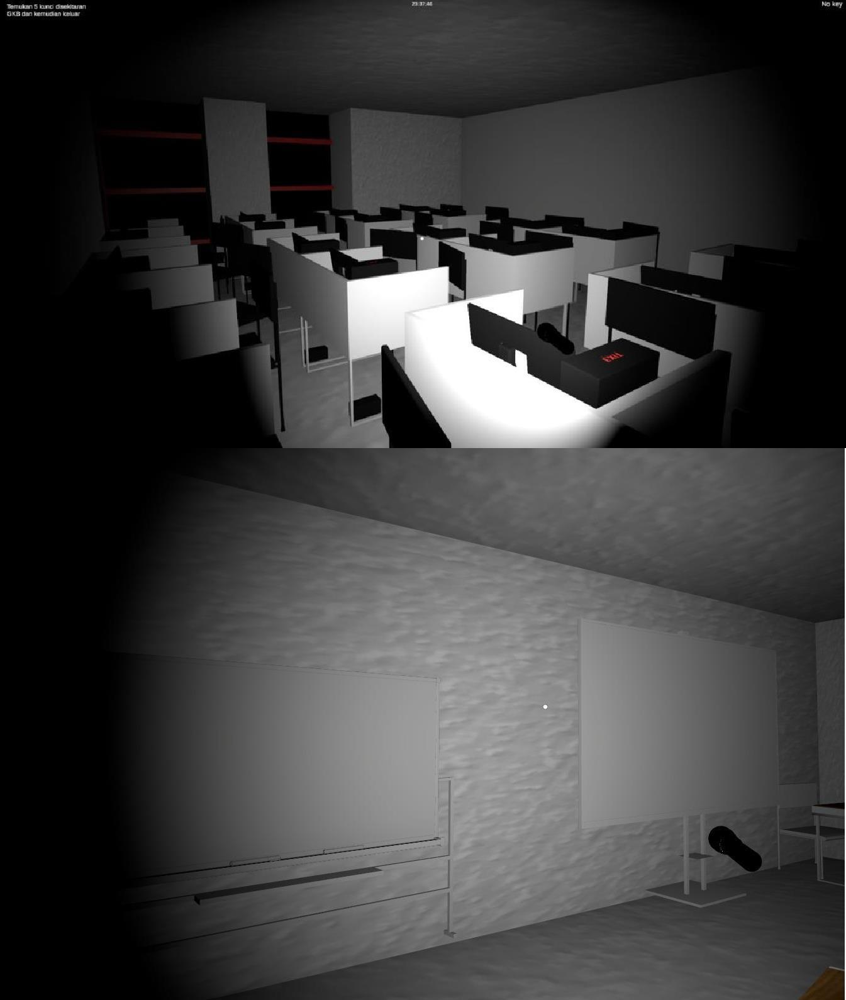 Temukan 5 kunci disekitaran
GKB dan kemudian keluar
23:37:46
No key